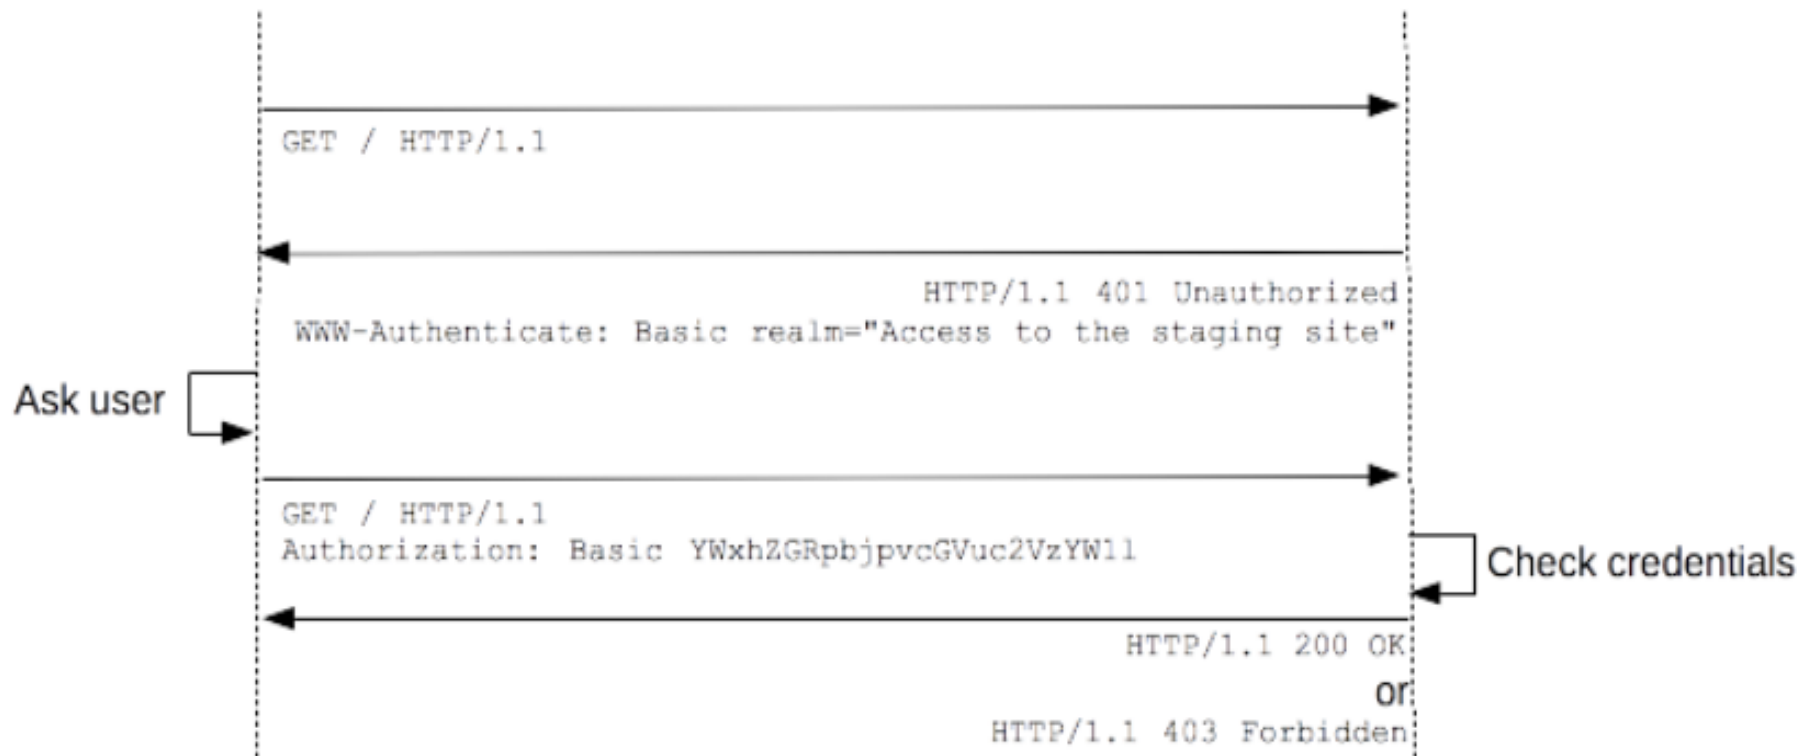 GET / HTTP/1.1
HTTP/1.1 401 Unauthorized
WWW-Authenticate: Basic realm="Access to the staging site"
Ask user
GET / HTTP/1.1
Authorization: Basic YWxhZGRpbjpvcGVuc2VzYW1l
Check credentials
HTTP/1.1 200 OK
or
HTTP/1.1 403 Forbidden